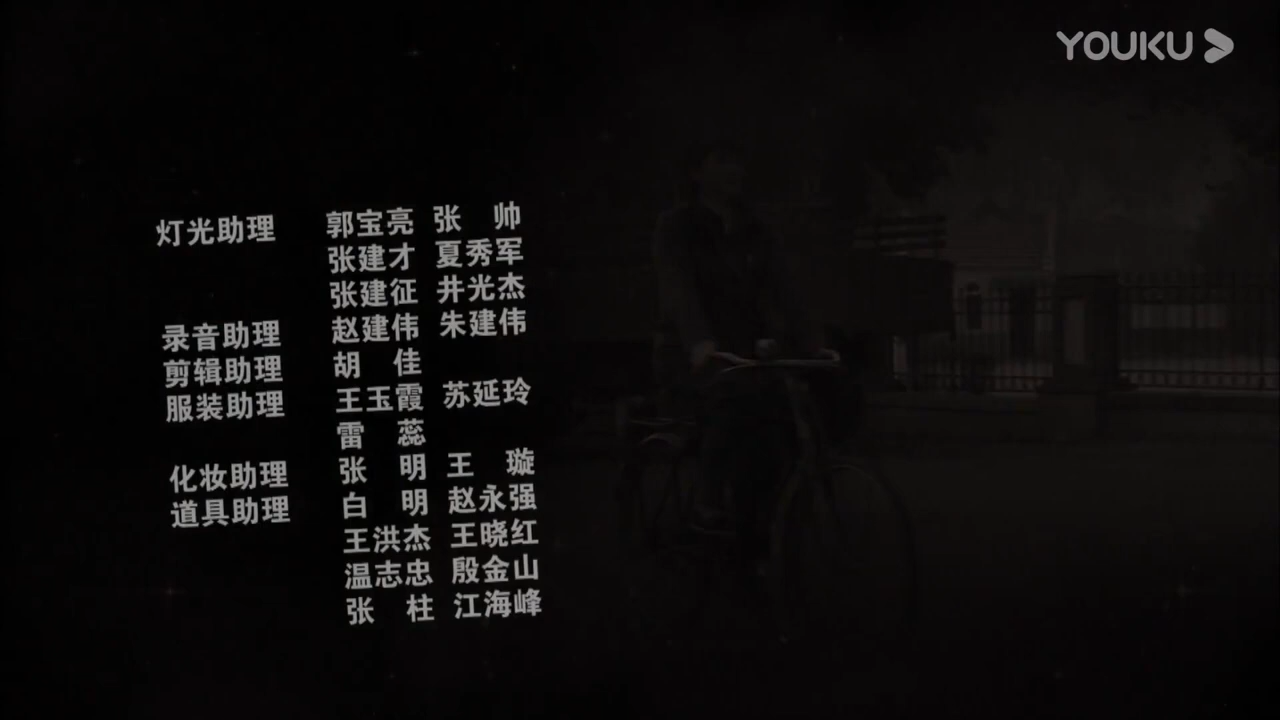 YOUKU
灯光助理 郭宝亮 张 帅
张建才 夏秀军
张建征 井光杰
录音助理 赵建伟 朱建伟
剪辑助理 胡 佳
服装助理 王玉霞 苏延玲
雷 蕊
化妆助理 张 明 王 璇
道具助理 白 明 赵永强
王洪杰 王晓红
温志忠 殷金山
张 柱 江海峰